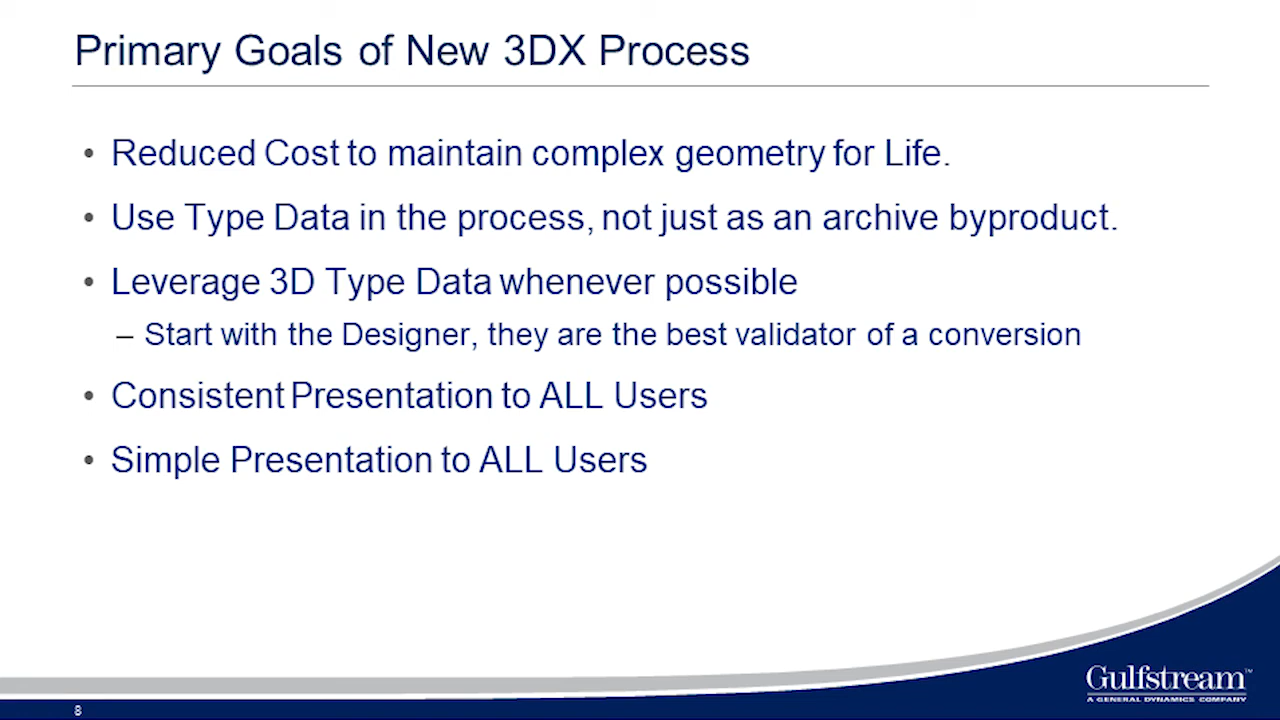 Primary Goals of New 3DX Process
• Reduced Cost to maintain complex geometry for Life.
• Use Type Data in the process, not just as an archive byproduct.
• Leverage 3D Type Data whenever possible
– Start with the Designer, they are the best validator of a conversion
• Consistent Presentation to ALL Users
• Simple Presentation to ALL Users
Gulfstream™
A GENERAL DYNAMICS COMPANY
8